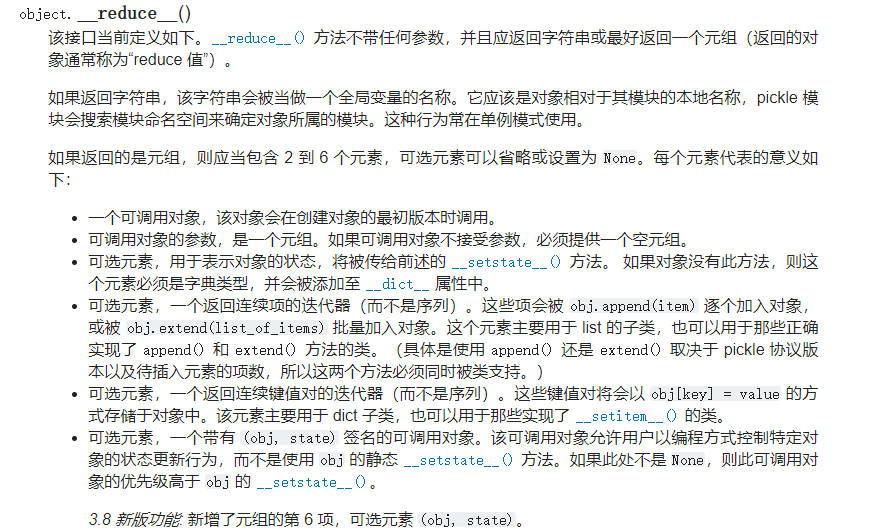 object.__reduce__()
该接口当前定义如下。__reduce__() 方法不带任何参数，并且应返回字符串或最好返回一个元组（返回的对
象通常称为“reduce 值”）。
如果返回字符串，该字符串会被当做一个全局变量的名称。它应该是对象相对于其模块的本地名称，pickle 模
块会搜索模块命名空间来确定对象所属的模块。这种行为常在单例模式使用。
如果返回的是元组，则应当包含 2 到 6 个元素，可选元素可以省略或设置为 None。每个元素代表的意义如
下：
• 一个可调用对象，该对象会在创建对象的最初版本时调用。
• 可调用对象的参数，是一个元组。如果可调用对象不接受参数，必须提供一个空元组。
• 可选元素，用于表示对象的状态，将被传给前述的 __setstate__() 方法。 如果对象没有此方法，则这
个元素必须是字典类型，并会被添加至 __dict__ 属性中。
• 可选元素，一个返回连续项的迭代器（而不是序列）。这些项会被 obj.append(item) 逐个加入对象，
或被 obj.extend(list_of_items) 批量加入对象。这个元素主要用于 list 的子类，也可以用于那些正确
实现了 append() 和 extend() 方法的类。（具体是使用 append() 还是 extend() 取决于 pickle 协议版
本以及待插入元素的项数，所以这两个方法必须同时被类支持。）
• 可选元素，一个返回连续键值对的迭代器（而不是序列）。这些键值对将会以 obj[key] = value 的方
式存储于对象中。该元素主要用于 dict 子类，也可以用于那些实现了 __setitem__() 的类。
• 可选元素，一个带有 (obj, state) 签名的可调用对象。该可调用对象允许用户以编程方式控制特定对
象的状态更新行为，而不是使用 obj 的静态 __setstate__() 方法。如果此处不是 None，则此可调用对
象的优先级高于 obj 的 __setstate__()。
3.8 新版功能: 新增了元组的第 6 项，可选元素 (obj, state)。